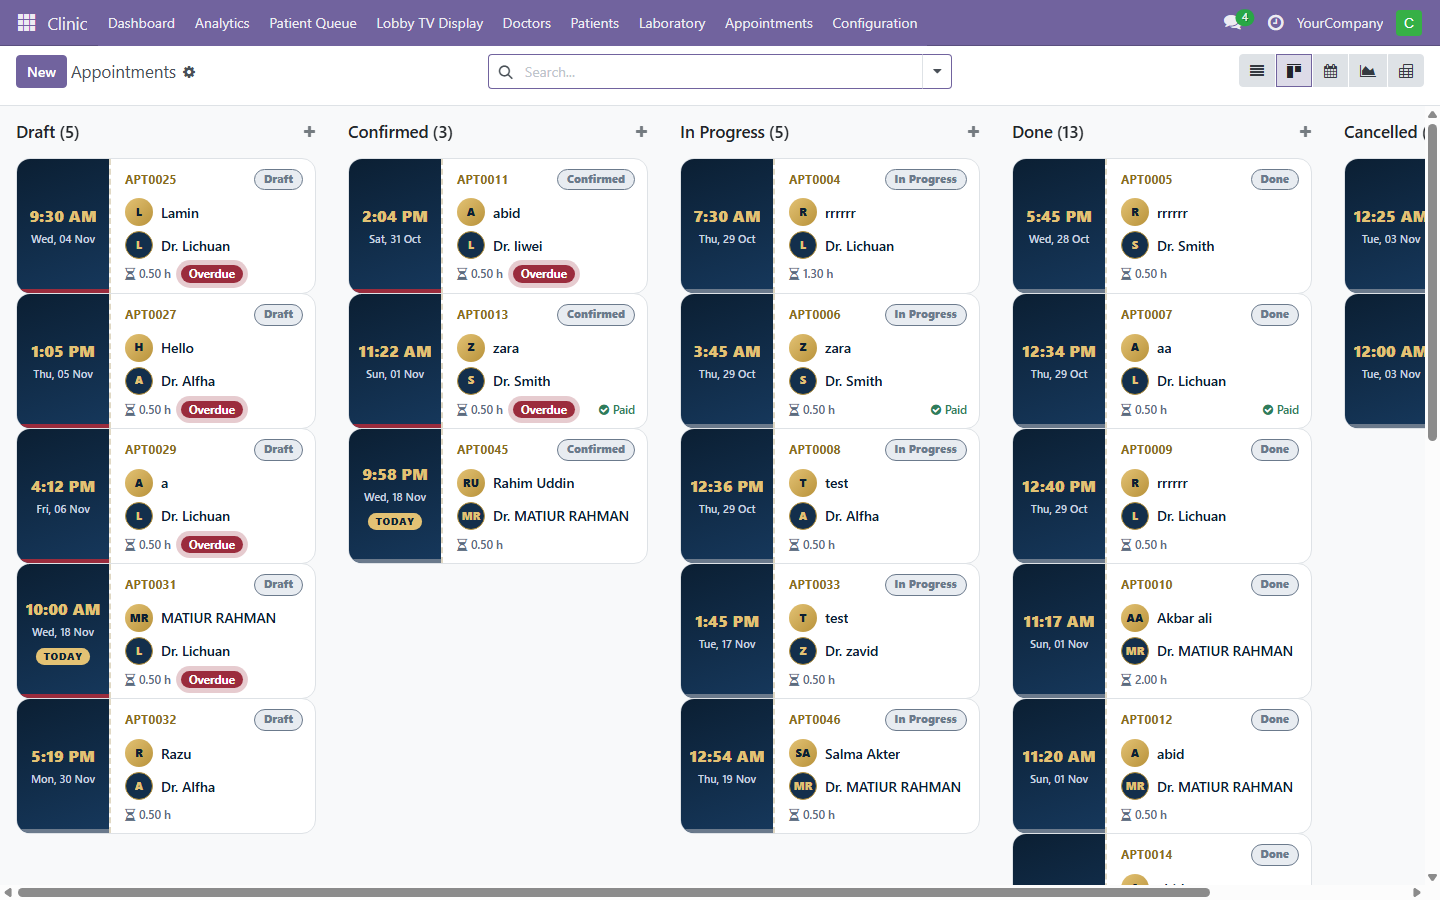 Clinic
Dashboard
Analytics
Patient Queue
Lobby TV Display
Doctors
Patients
Laboratory
Appointments
Configuration
4
YourCompany
C
New
Appointments
Search...
Draft (5)
9:30 AM
Wed, 04 Nov
APT0025
Draft
L
Lamin
L
Dr. Lichuan
0.50 h
Overdue
1:05 PM
Thu, 05 Nov
APT0027
Draft
H
Hello
A
Dr. Alfha
0.50 h
Overdue
4:12 PM
Fri, 06 Nov
APT0029
Draft
A
a
L
Dr. Lichuan
0.50 h
Overdue
10:00 AM
Wed, 18 Nov
TODAY
APT0031
Draft
MR
MATIUR RAHMAN
L
Dr. Lichuan
0.50 h
Overdue
5:19 PM
Mon, 30 Nov
APT0032
Draft
R
Razu
A
Dr. Alfha
0.50 h
Confirmed (3)
2:04 PM
Sat, 31 Oct
APT0011
Confirmed
A
abid
L
Dr. liwei
0.50 h
Overdue
11:22 AM
Sun, 01 Nov
APT0013
Confirmed
Z
zara
S
Dr. Smith
0.50 h
Overdue
Paid
9:58 PM
Wed, 18 Nov
TODAY
APT0045
Confirmed
RU
Rahim Uddin
MR
Dr. MATIUR RAHMAN
0.50 h
In Progress (5)
7:30 AM
Thu, 29 Oct
APT0004
In Progress
R
rrrrrr
L
Dr. Lichuan
1.30 h
3:45 AM
Thu, 29 Oct
APT0006
In Progress
Z
zara
S
Dr. Smith
0.50 h
Paid
12:36 PM
Thu, 29 Oct
APT0008
In Progress
T
test
A
Dr. Alfha
0.50 h
1:45 PM
Tue, 17 Nov
APT0033
In Progress
T
test
Z
Dr. zavid
0.50 h
12:54 AM
Thu, 19 Nov
APT0046
In Progress
SA
Salma Akter
MR
Dr. MATIUR RAHMAN
0.50 h
Done (13)
5:45 PM
Wed, 28 Oct
APT0005
Done
R
rrrrrr
S
Dr. Smith
0.50 h
12:34 PM
Thu, 29 Oct
APT0007
Done
A
aa
L
Dr. Lichuan
0.50 h
Paid
12:40 PM
Thu, 29 Oct
APT0009
Done
R
rrrrrr
L
Dr. Lichuan
0.50 h
11:17 AM
Sun, 01 Nov
APT0010
Done
AA
Akbar ali
MR
Dr. MATIUR RAHMAN
2.00 h
11:20 AM
Sun, 01 Nov
APT0012
Done
A
abid
MR
Dr. MATIUR RAHMAN
0.50 h
APT0014
Done
Cancelled (
12:25 AM
Tue, 03 Nov
12:00 AM
Tue, 03 Nov